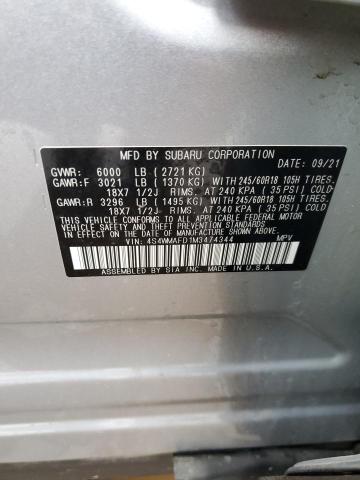 MFD BY SUBARU CORPORATION DATE: 09/21
GVWR: 6000 LB (2721 KG)
GAWR:F 3021 LB (1370 KG) WITH 245/60R18 105H TIRES.
18X7 1/2J RIMS. AT 240 KPA (35 PSI) COLD
GAWR:R 3296 LB (1495 KG) WITH 245/60R18 105H TIRES.
18X7 1/2J RIMS. AT 240 KPA (35 PSI) COLD
THIS VEHICLE CONFORMS TO ALL APPLICABLE FEDERAL MOTOR
VEHICLE SAFETY STANDARDS IN EFFECT ON THE
DATE OF MANUFACTURE SHOWN ABOVE.
VIN: 4S4WMAFD1M3474344 MPV
ASSEMBLED BY SIA INC. MADE IN U.S.A.